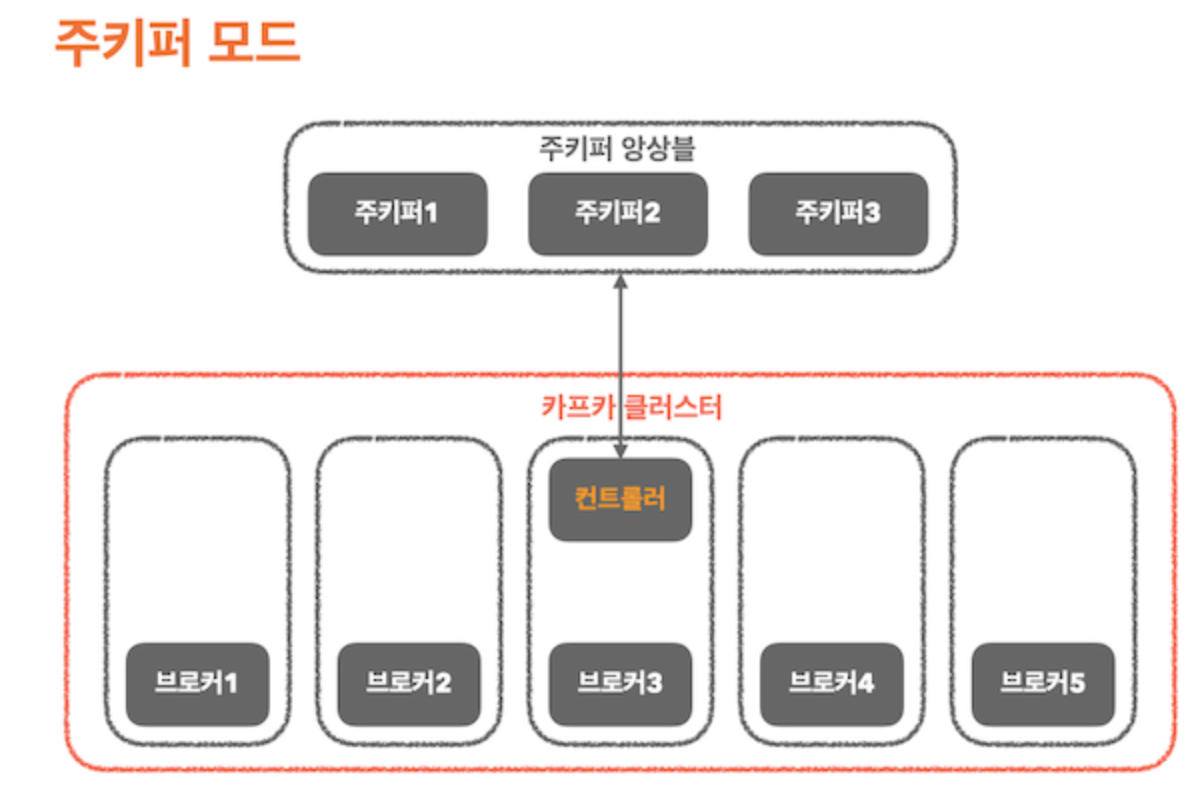 주키퍼 모드
주키퍼 앙상블
주키퍼1 주키퍼2 주키퍼3
카프카 클러스터
컨트롤러
브로커1 브로커2 브로커3 브로커4 브로커5